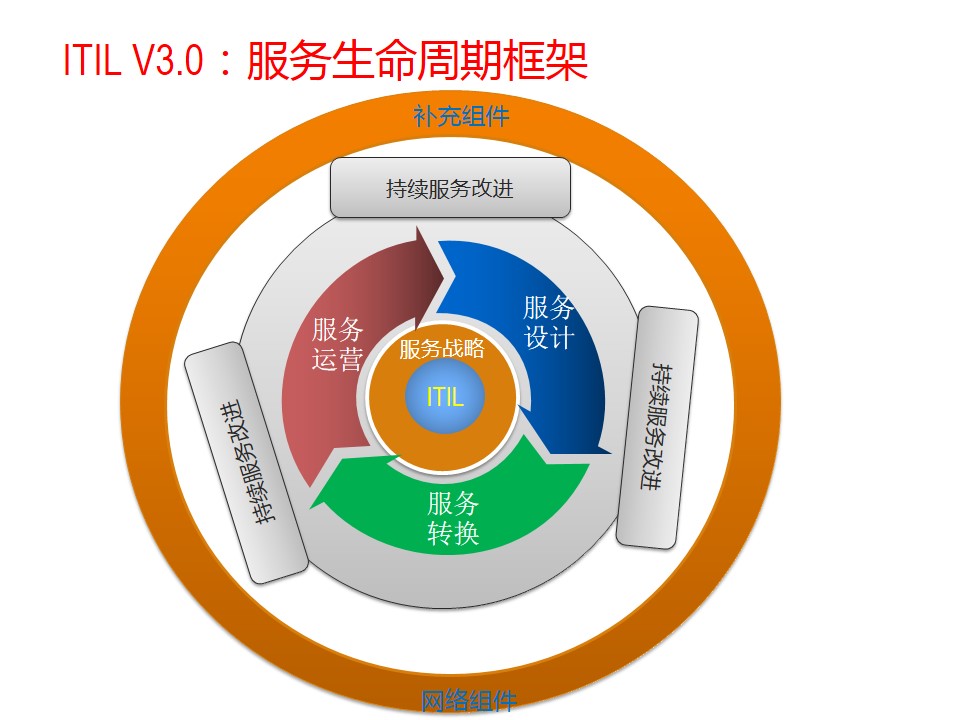 ITIL V3.0：服务生命周期框架
补充组件
持续服务改进
服务
设计
服务
运营
服务战略
ITIL
持续服务改进
持续服务改进
服务
转换
网络组件